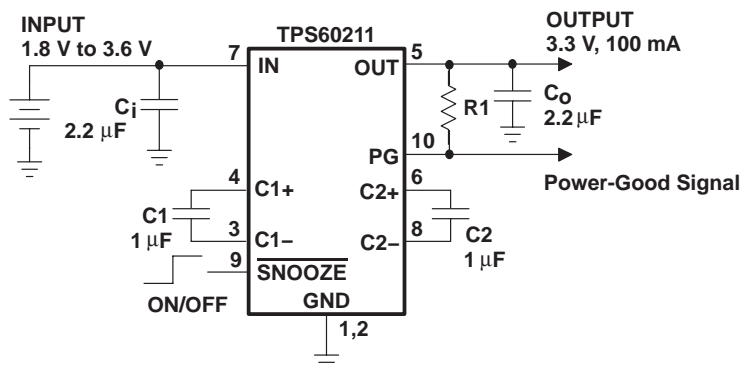 INPUT
1.8 V to 3.6 V
OUTPUT
3.3 V, 100 mA
TPS60211
7
5
IN
OUT
Ci
2.2 μF
R1
Co
2.2 μF
10
PG
Power-Good Signal
4
6
C1+
C2+
C1
1 μF
C2
1 μF
3
8
C1−
C2−
9
SNOOZE
ON/OFF
GND
1,2